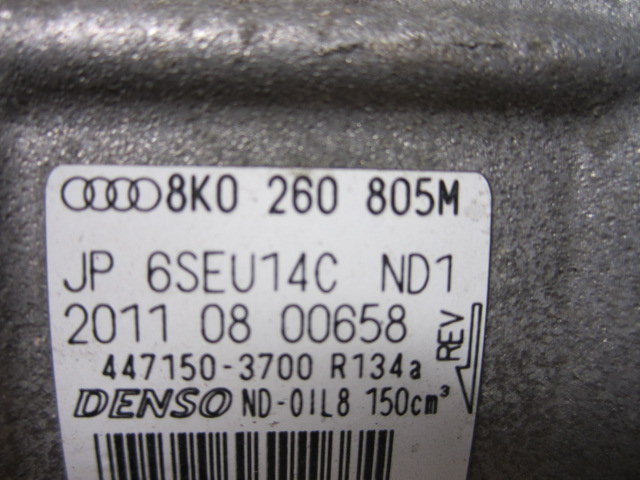 8K0 260 805M
JP 6SEU14C ND1
2011 08 00658
447150-3700 R134a
REV
DENSO ND-OIL8 150cm³